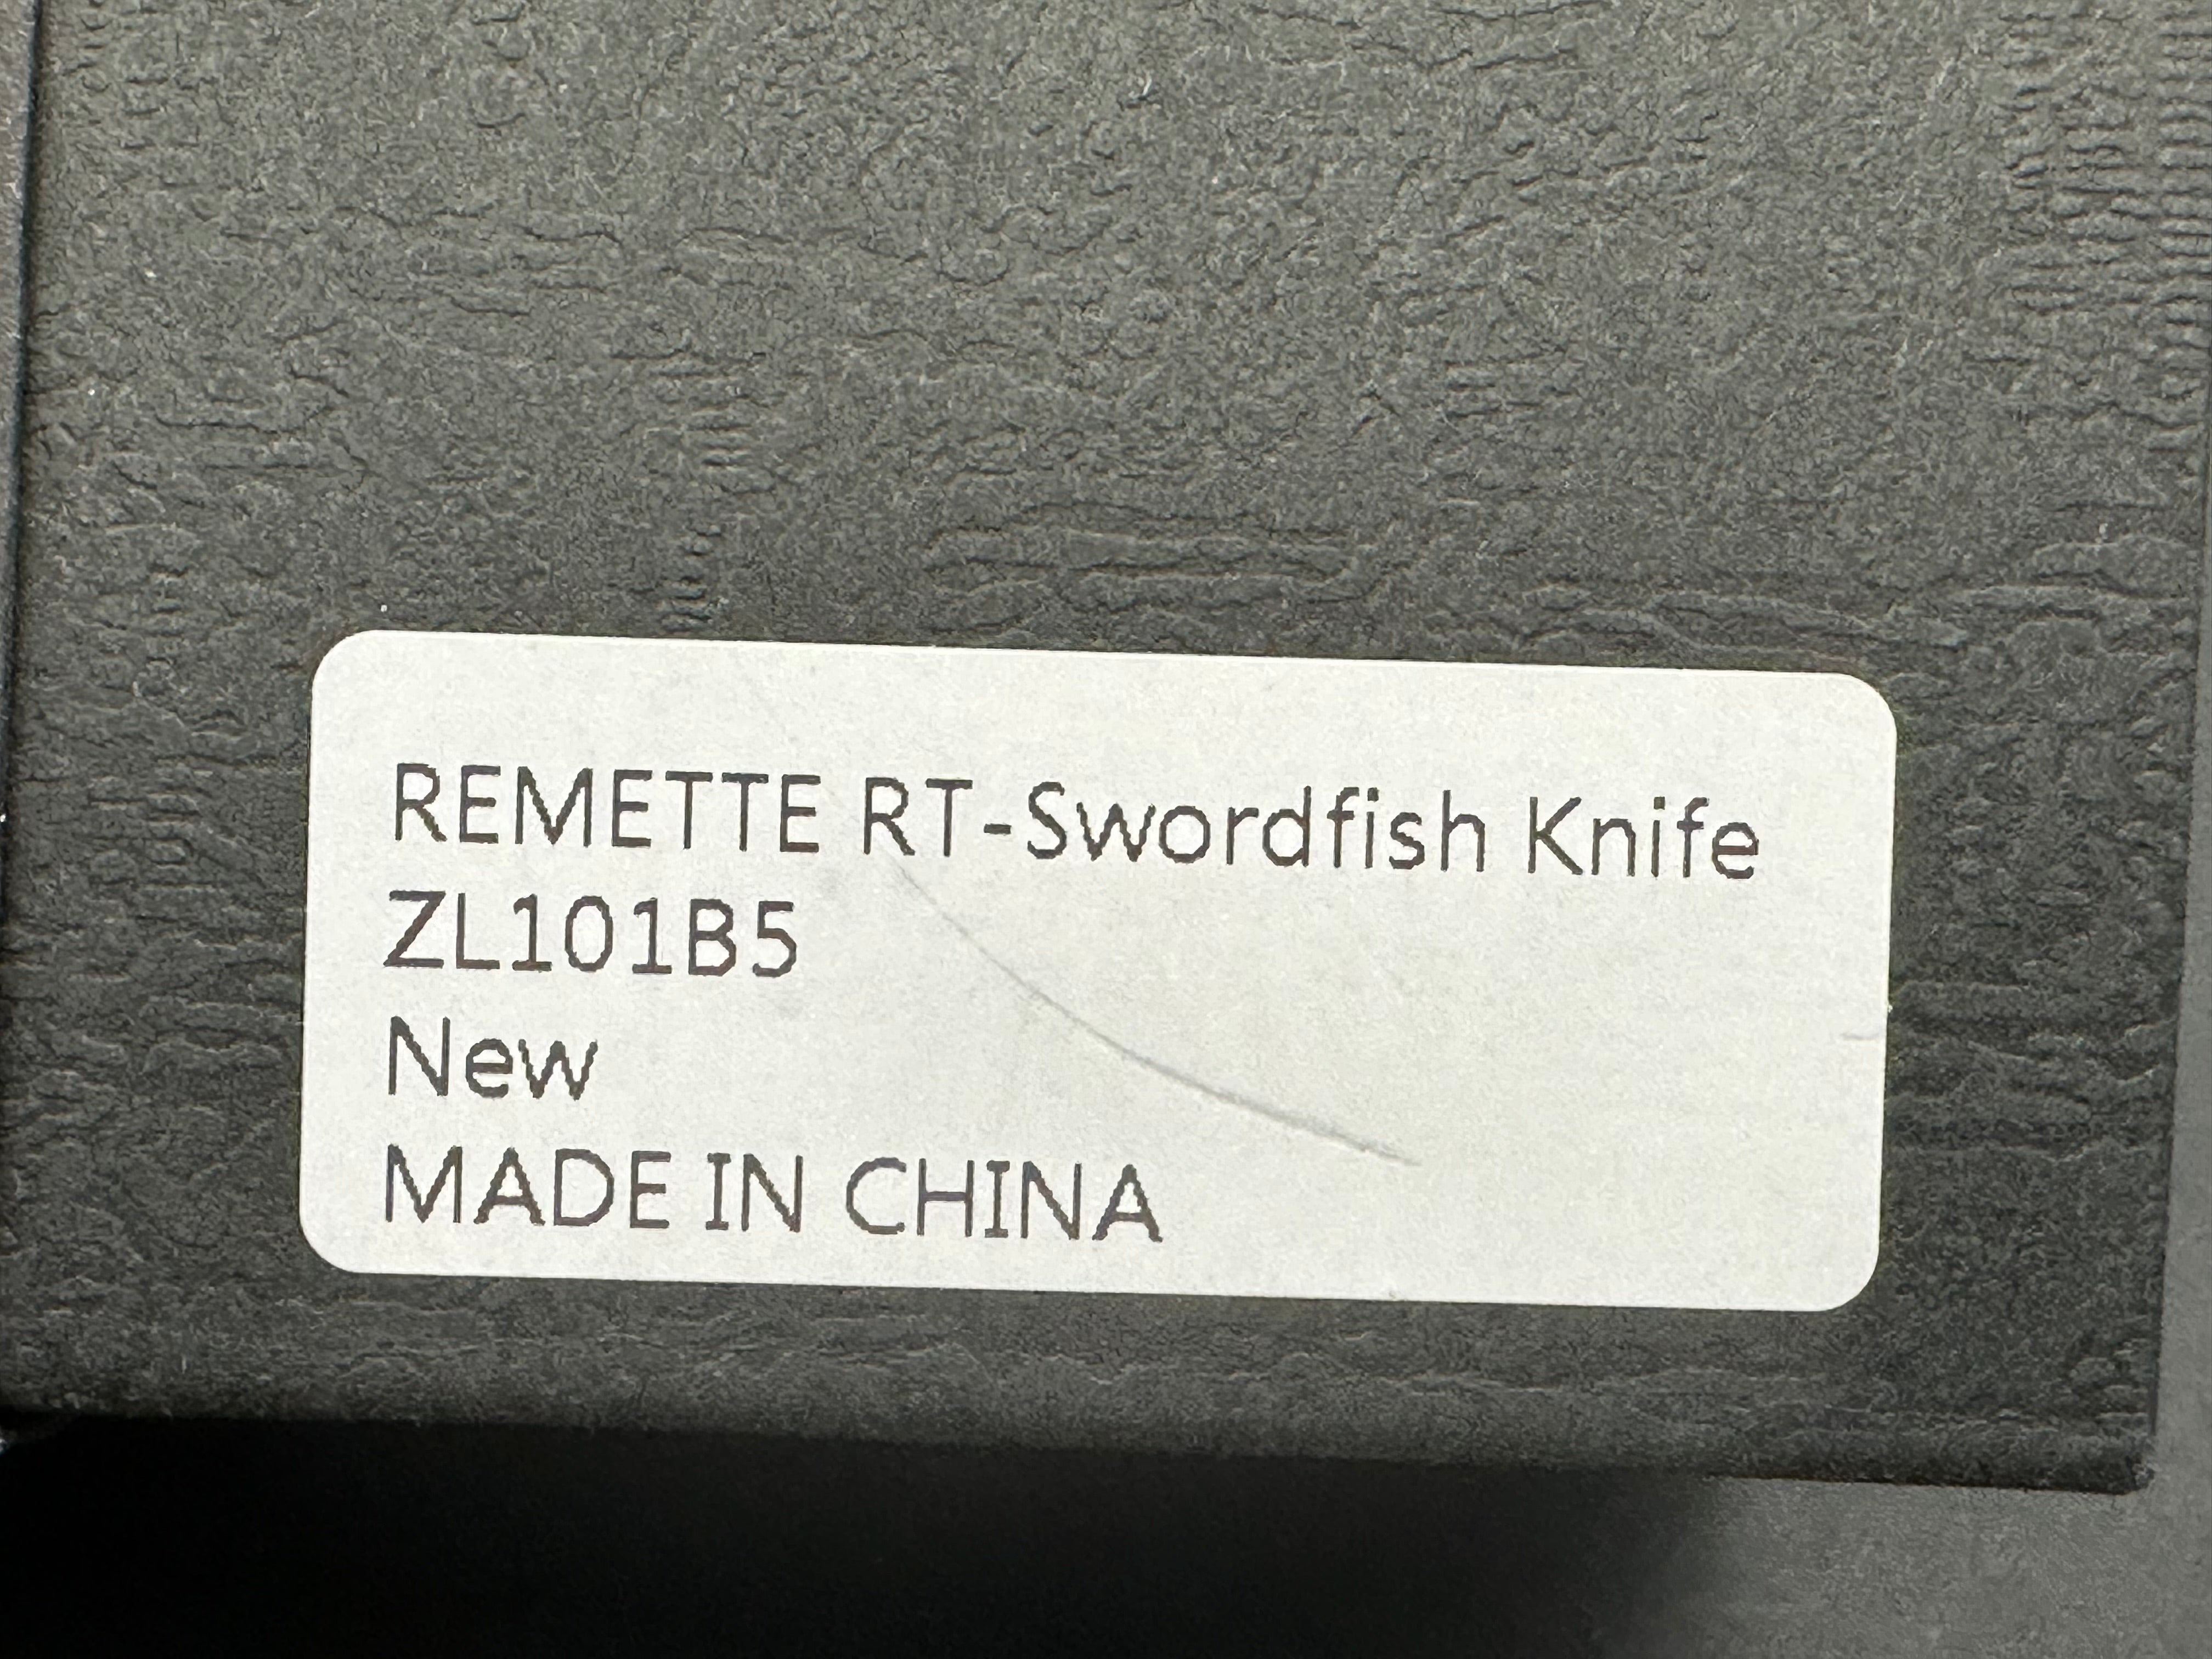 REMETTE RT-Swordfish Knife
ZL101B5
New
MADE IN CHINA